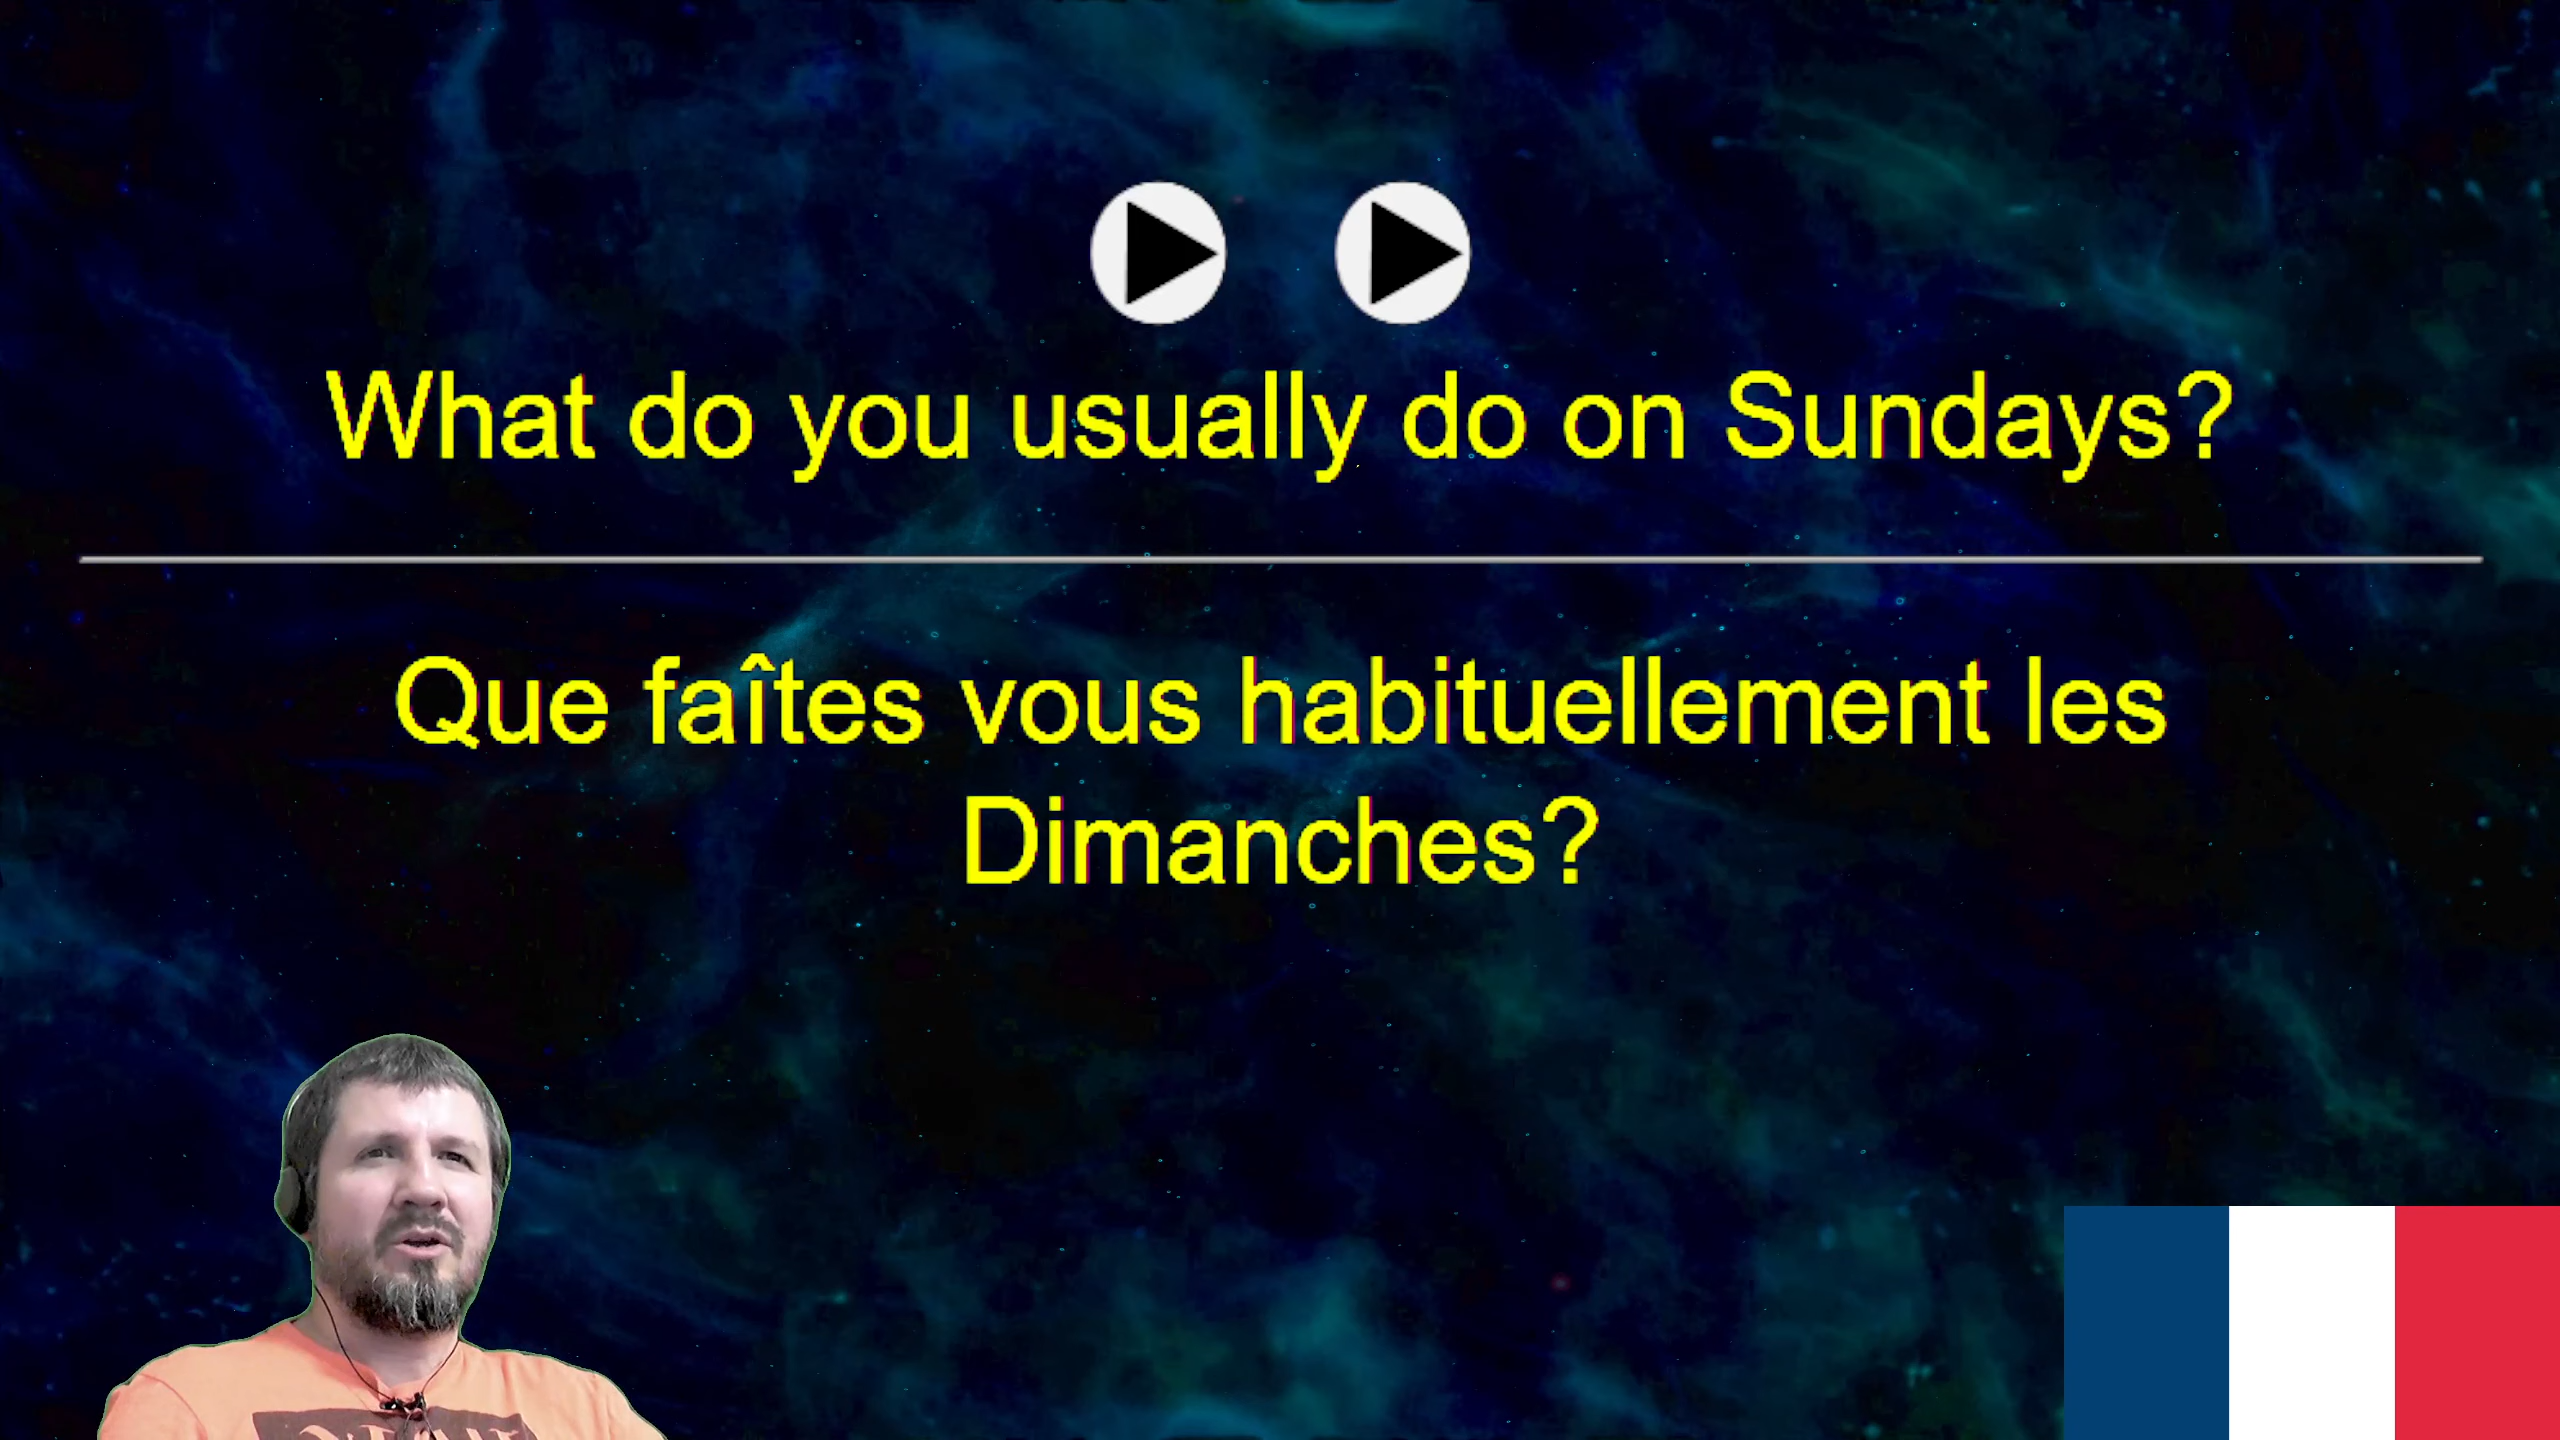 What do you usually do on Sundays?
Que faîtes vous habituellement les
Dimanches?